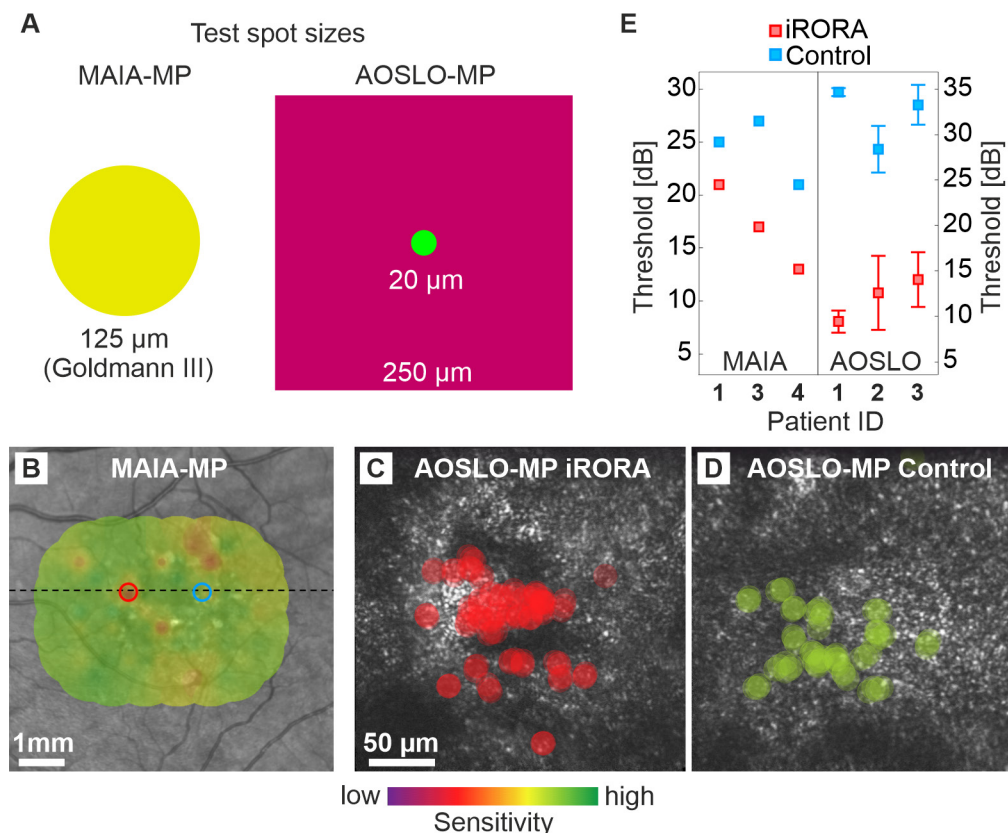 A
Test spot sizes
MAIA-MP
AOSLO-MP
125 µm
(Goldmann III)
20 µm
250 µm
E
iRORA
Control
Threshold [dB]
30
25
20
15
10
5
35
30
25
20
15
10
5
Threshold [dB]
MAIA
AOSLO
1 3 4 1 2 3
Patient ID
B MAIA-MP
1mm
C AOSLO-MP iRORA
50 µm
D AOSLO-MP Control
low high
Sensitivity